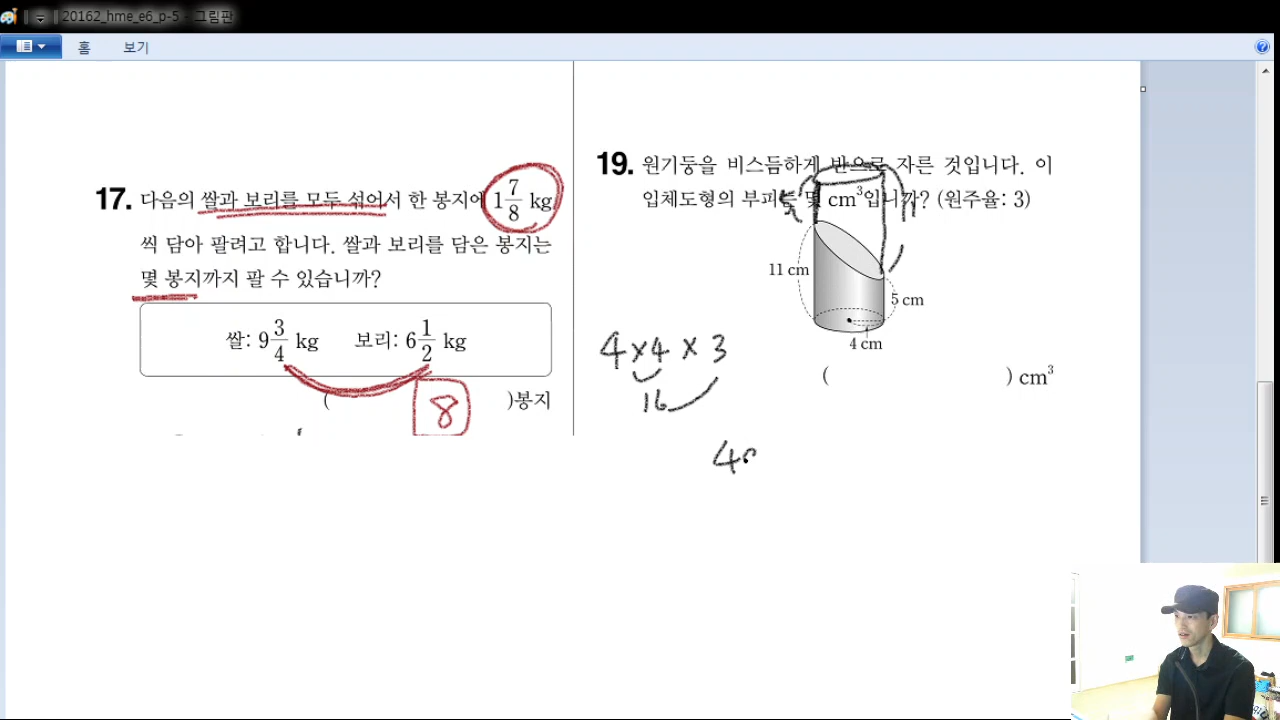 20162_hme_e6_p-5 - 그림판
홈 보기
17. 다음의 쌀과 보리를 모두 섞어서 한 봉지에 1 7/8 kg
씩 담아 팔려고 합니다. 쌀과 보리를 담은 봉지는
몇 봉지까지 팔 수 있습니까?
쌀: 9 3/4 kg 보리: 6 1/2 kg
( 8 )봉지
19. 원기둥을 비스듬하게 반으로 자른 것입니다. 이
입체도형의 부피는 몇 cm³입니까? (원주율: 3)
11 cm
5 cm
4 cm
( ) cm³
4 × 4 × 3
16